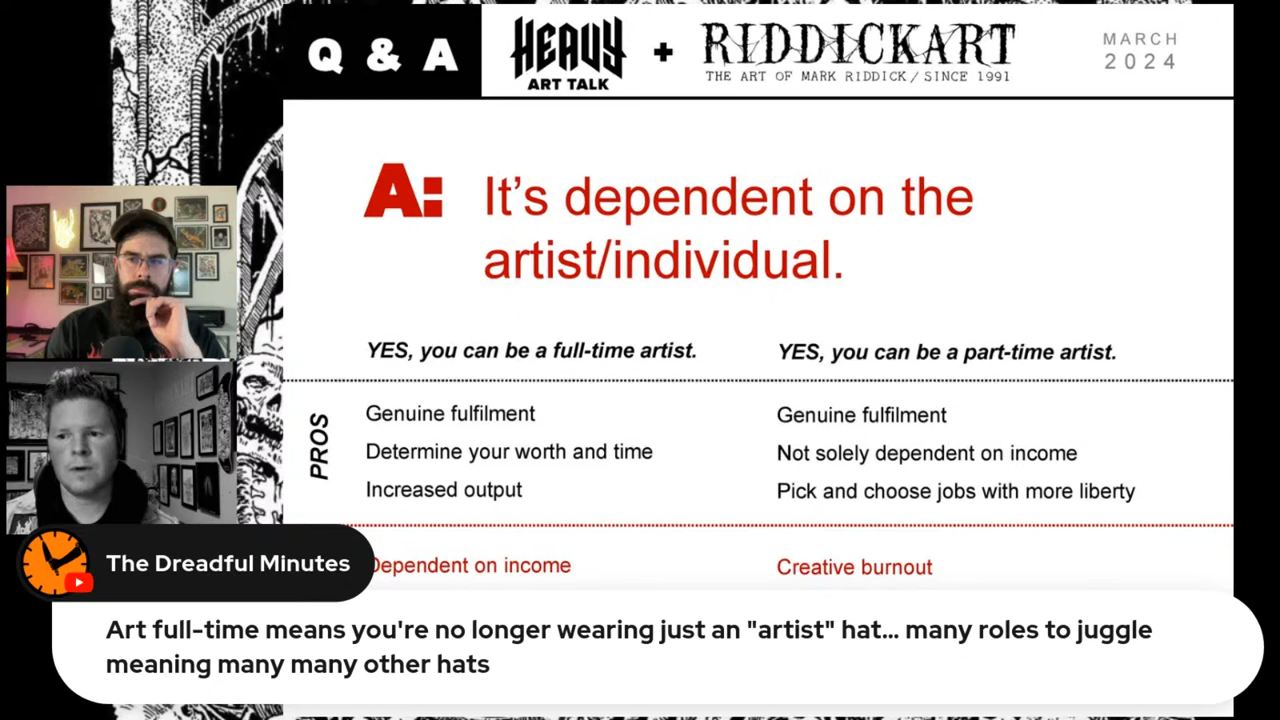 Q & A
HEAVY
ART TALK
+
RIDDICKART
THE ART OF MARK RIDDICK / SINCE 1991
MARCH
2024
A: It's dependent on the
artist/individual.
YES, you can be a full-time artist.
YES, you can be a part-time artist.
PROS
Genuine fulfilment
Genuine fulfilment
Determine your worth and time
Not solely dependent on income
Increased output
Pick and choose jobs with more liberty
Dependent on income
Creative burnout
The Dreadful Minutes
Art full-time means you're no longer wearing just an "artist" hat... many roles to juggle
meaning many many other hats